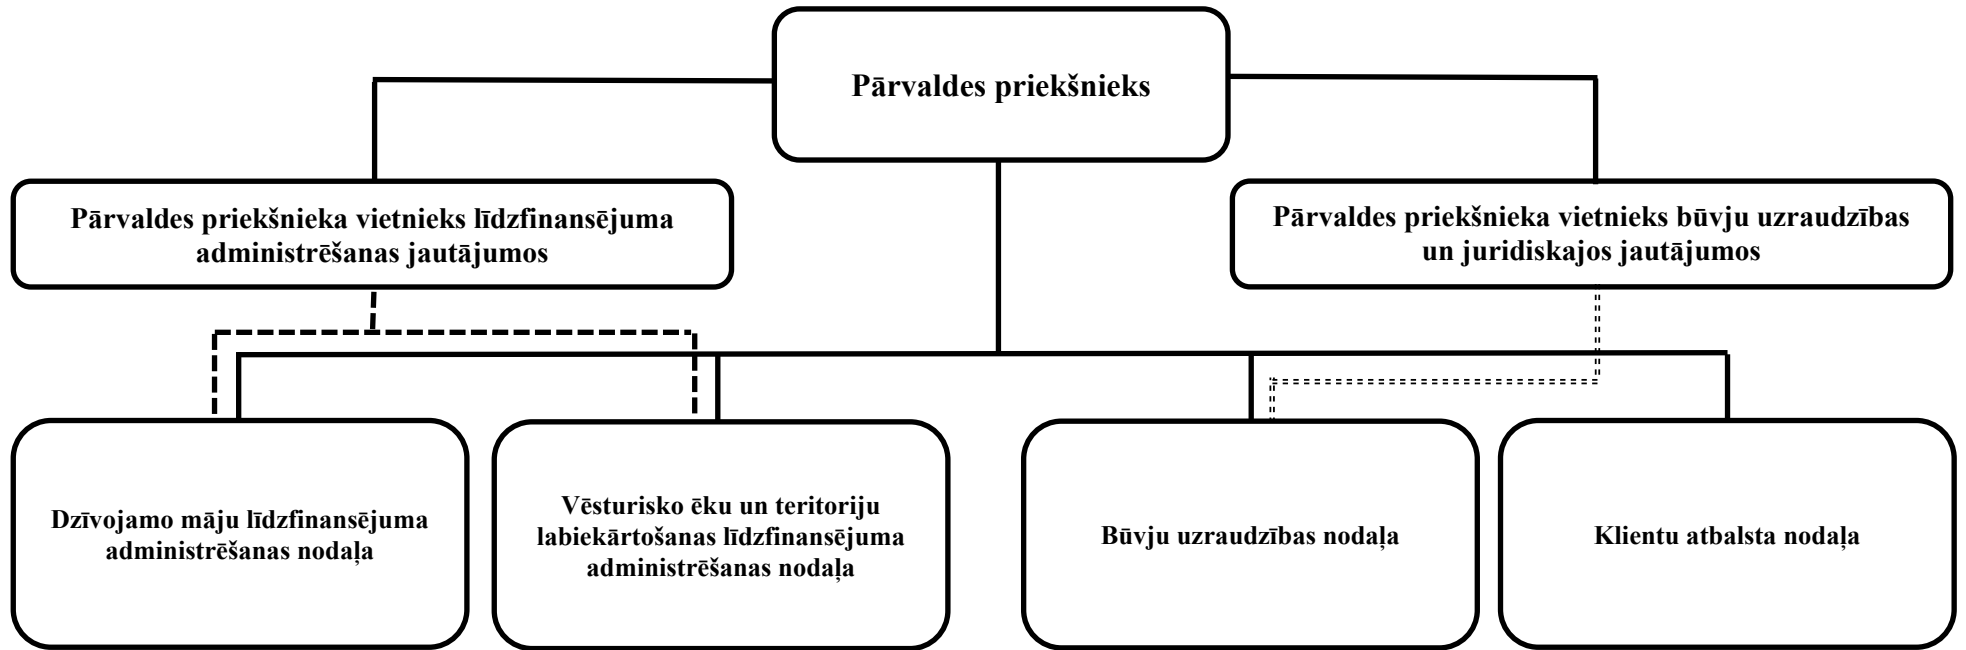 Pārvaldes priekšnieks
Pārvaldes priekšnieka vietnieks līdzfinansējuma
administrēšanas jautājumos
Pārvaldes priekšnieka vietnieks būvju uzraudzības
un juridiskajos jautājumos
Dzīvojamo māju līdzfinansējuma
administrēšanas nodaļa
Vēsturisko ēku un teritoriju
labiekārtošanas līdzfinansējuma
administrēšanas nodaļa
Būvju uzraudzības nodaļa
Klientu atbalsta nodaļa